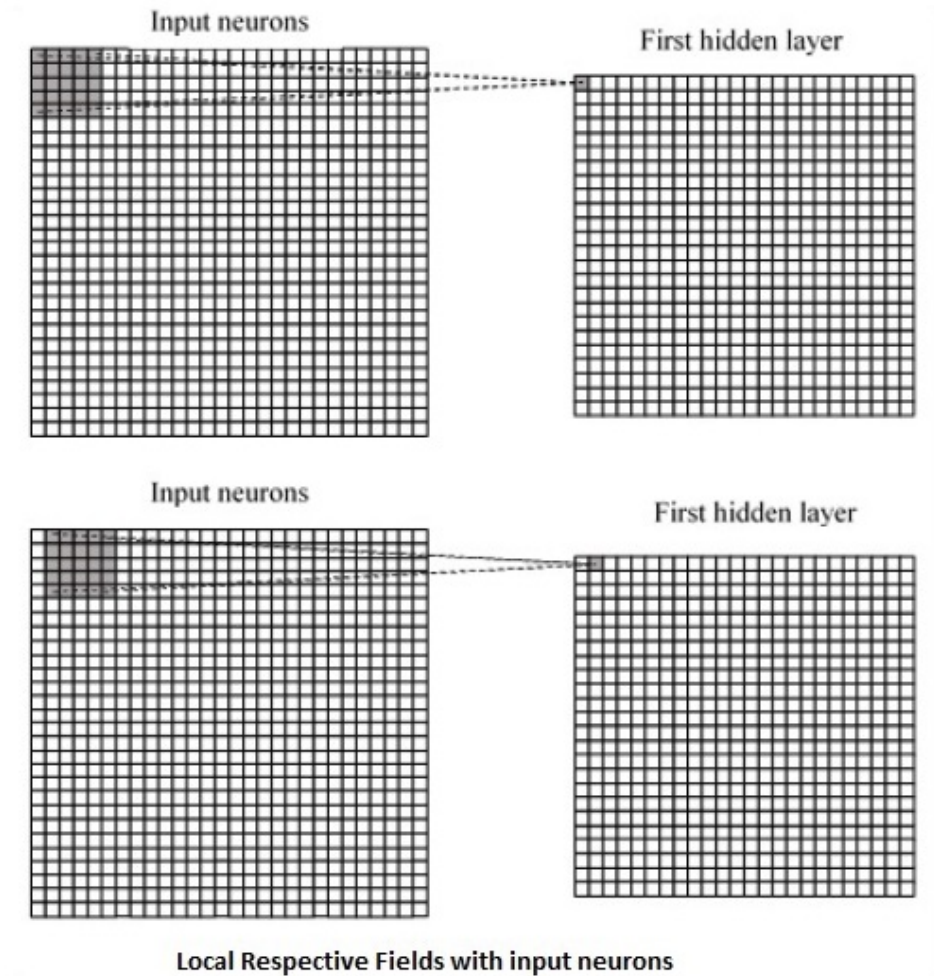 Input neurons
First hidden layer
Input neurons
First hidden layer
Local Respective Fields with input neurons